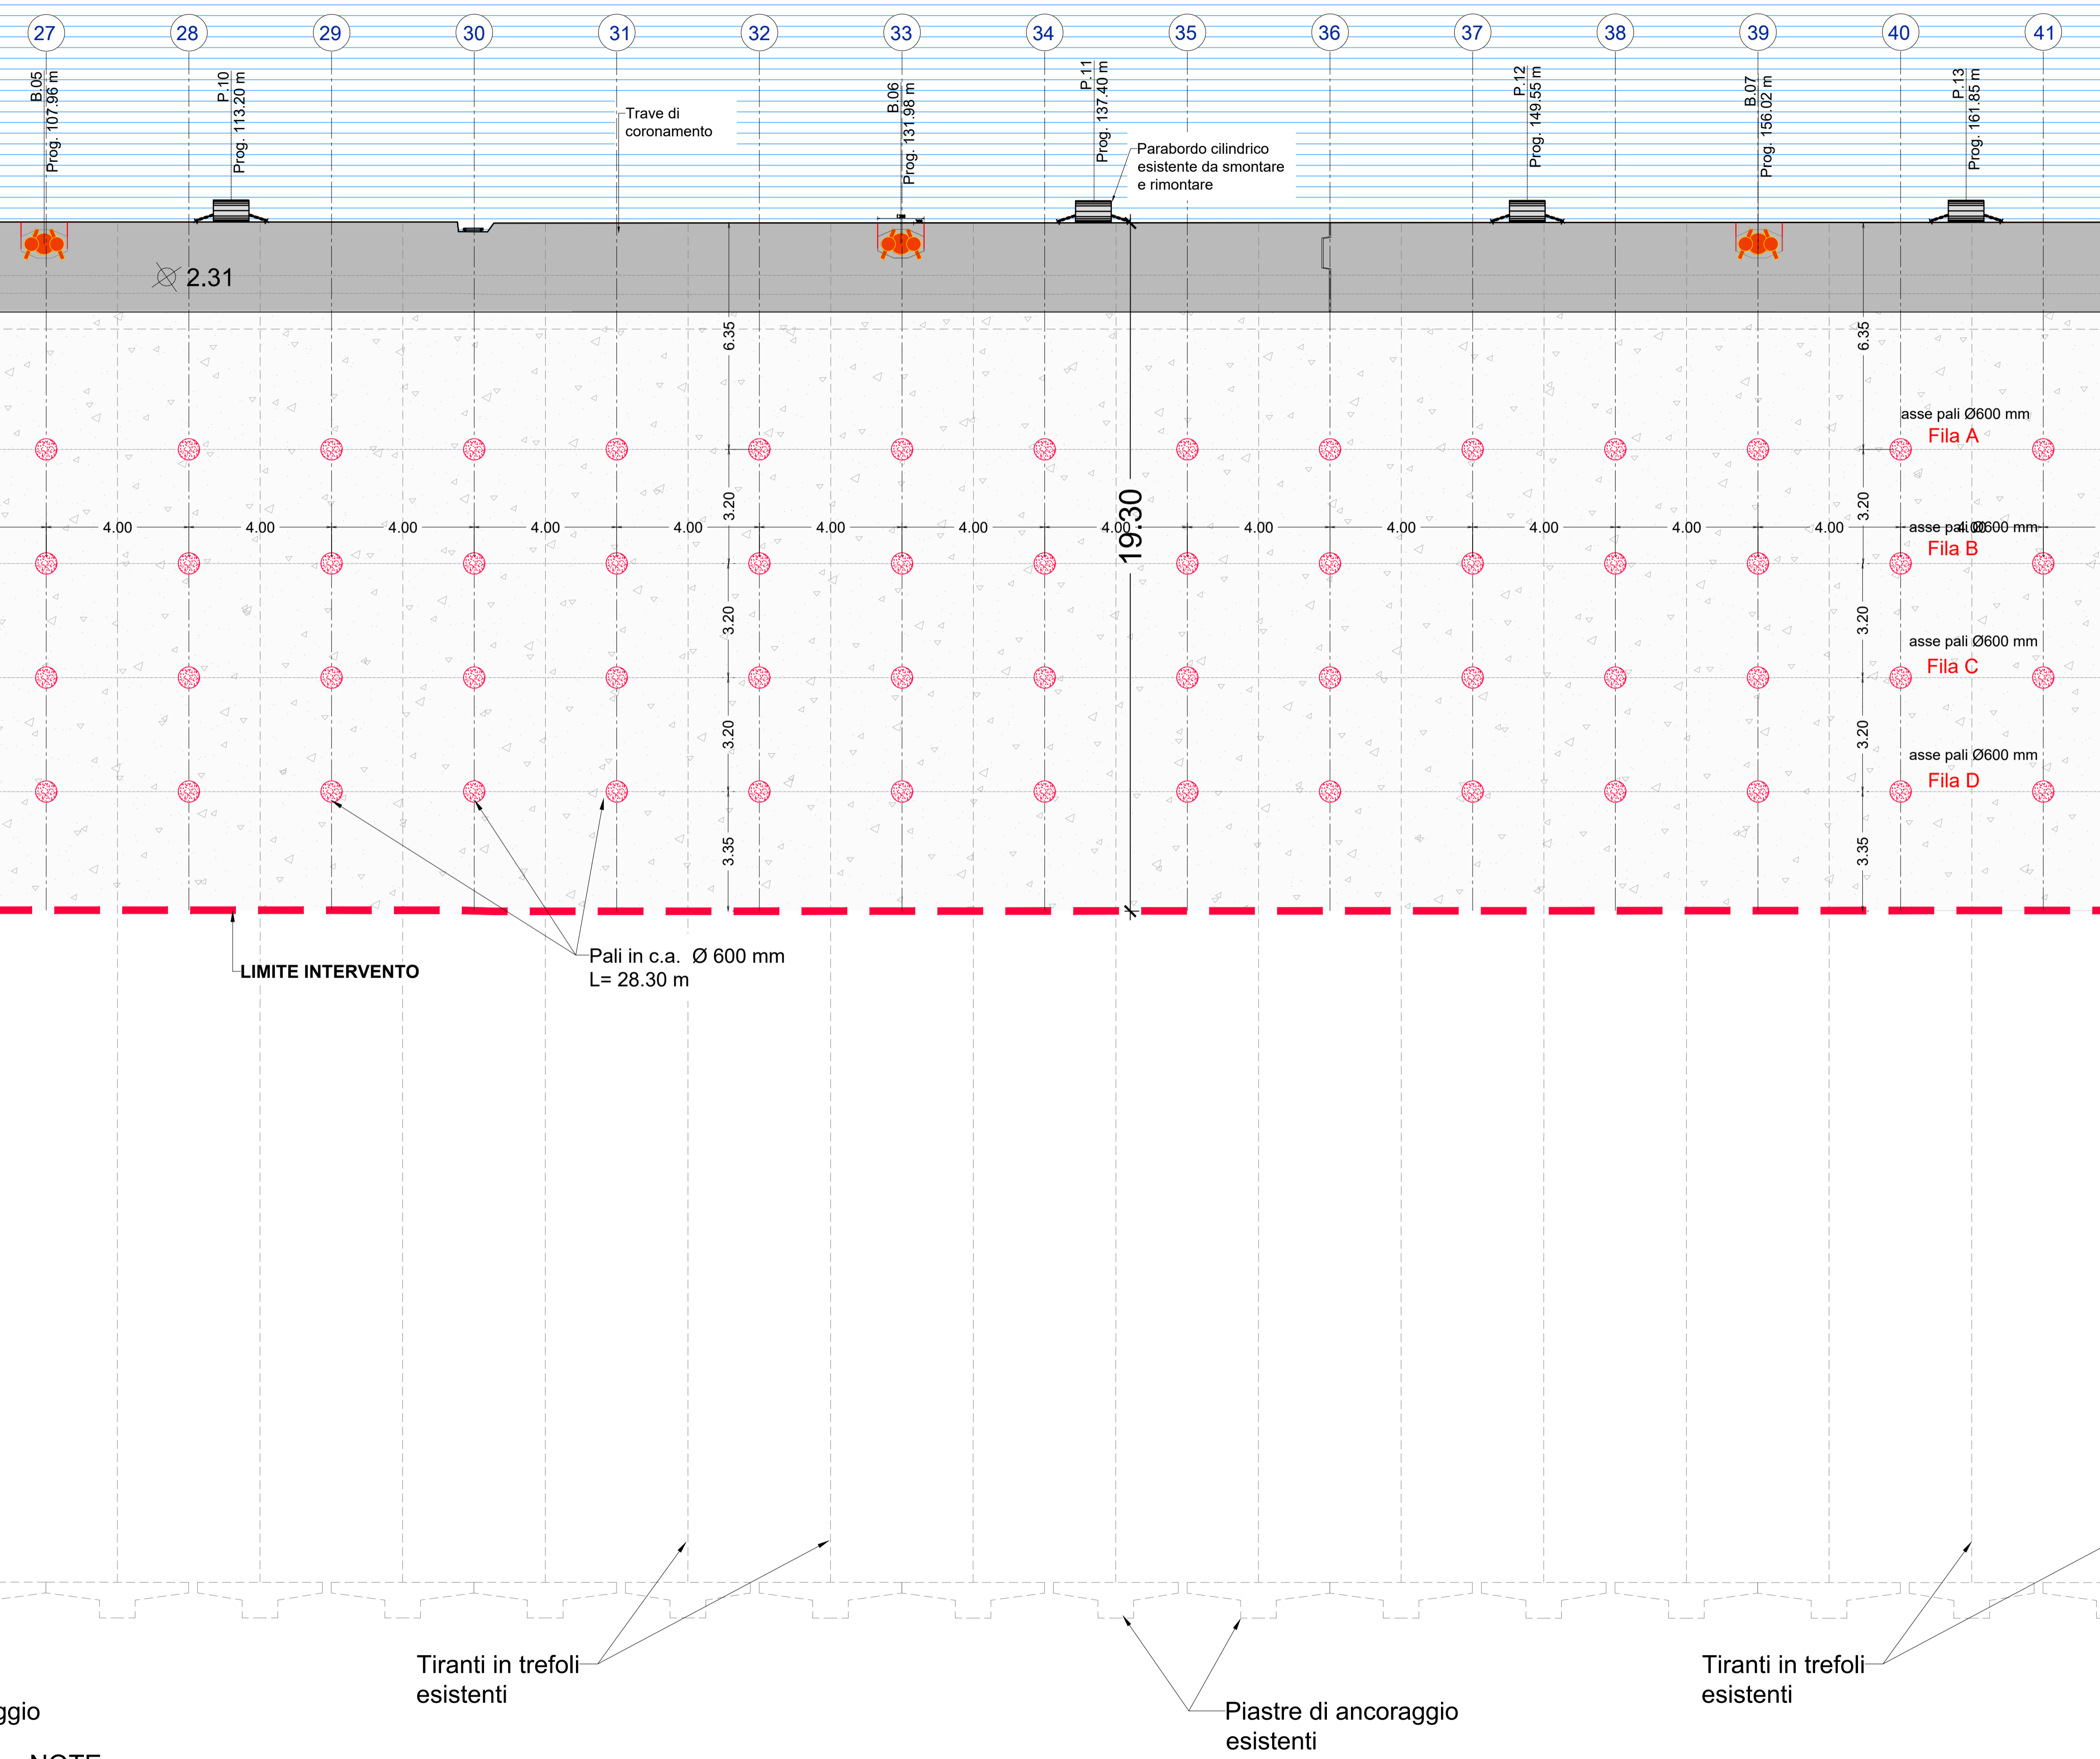 27 28 29 30 31 32 33 34 35 36 37 38 39 40 41
B.05
Prog. 107.96 m
P.10
Prog. 113.20 m
Trave di
coronamento
B.06
Prog. 131.98 m
P.11
Prog. 137.40 m
Parabordo cilindrico
esistente da smontare
e rimontare
P.12
Prog. 149.55 m
B.07
Prog. 156.02 m
P.13
Prog. 161.85 m
2.31
6.35
6.35
asse pali Ø600 mm
Fila A
3.20
19.30
3.20
4.00 4.00 4.00 4.00 4.00 4.00 4.00 4.00 4.00 4.00 4.00 4.00 4.00 4.00
asse pali Ø600 mm
Fila B
3.20
3.20
asse pali Ø600 mm
Fila C
3.20
3.20
asse pali Ø600 mm
Fila D
3.35
3.35
LIMITE INTERVENTO
Pali in c.a. Ø 600 mm
L= 28.30 m
Tiranti in trefoli
esistenti
Piastre di ancoraggio
esistenti
Tiranti in trefoli
esistenti
ggio
NOTE